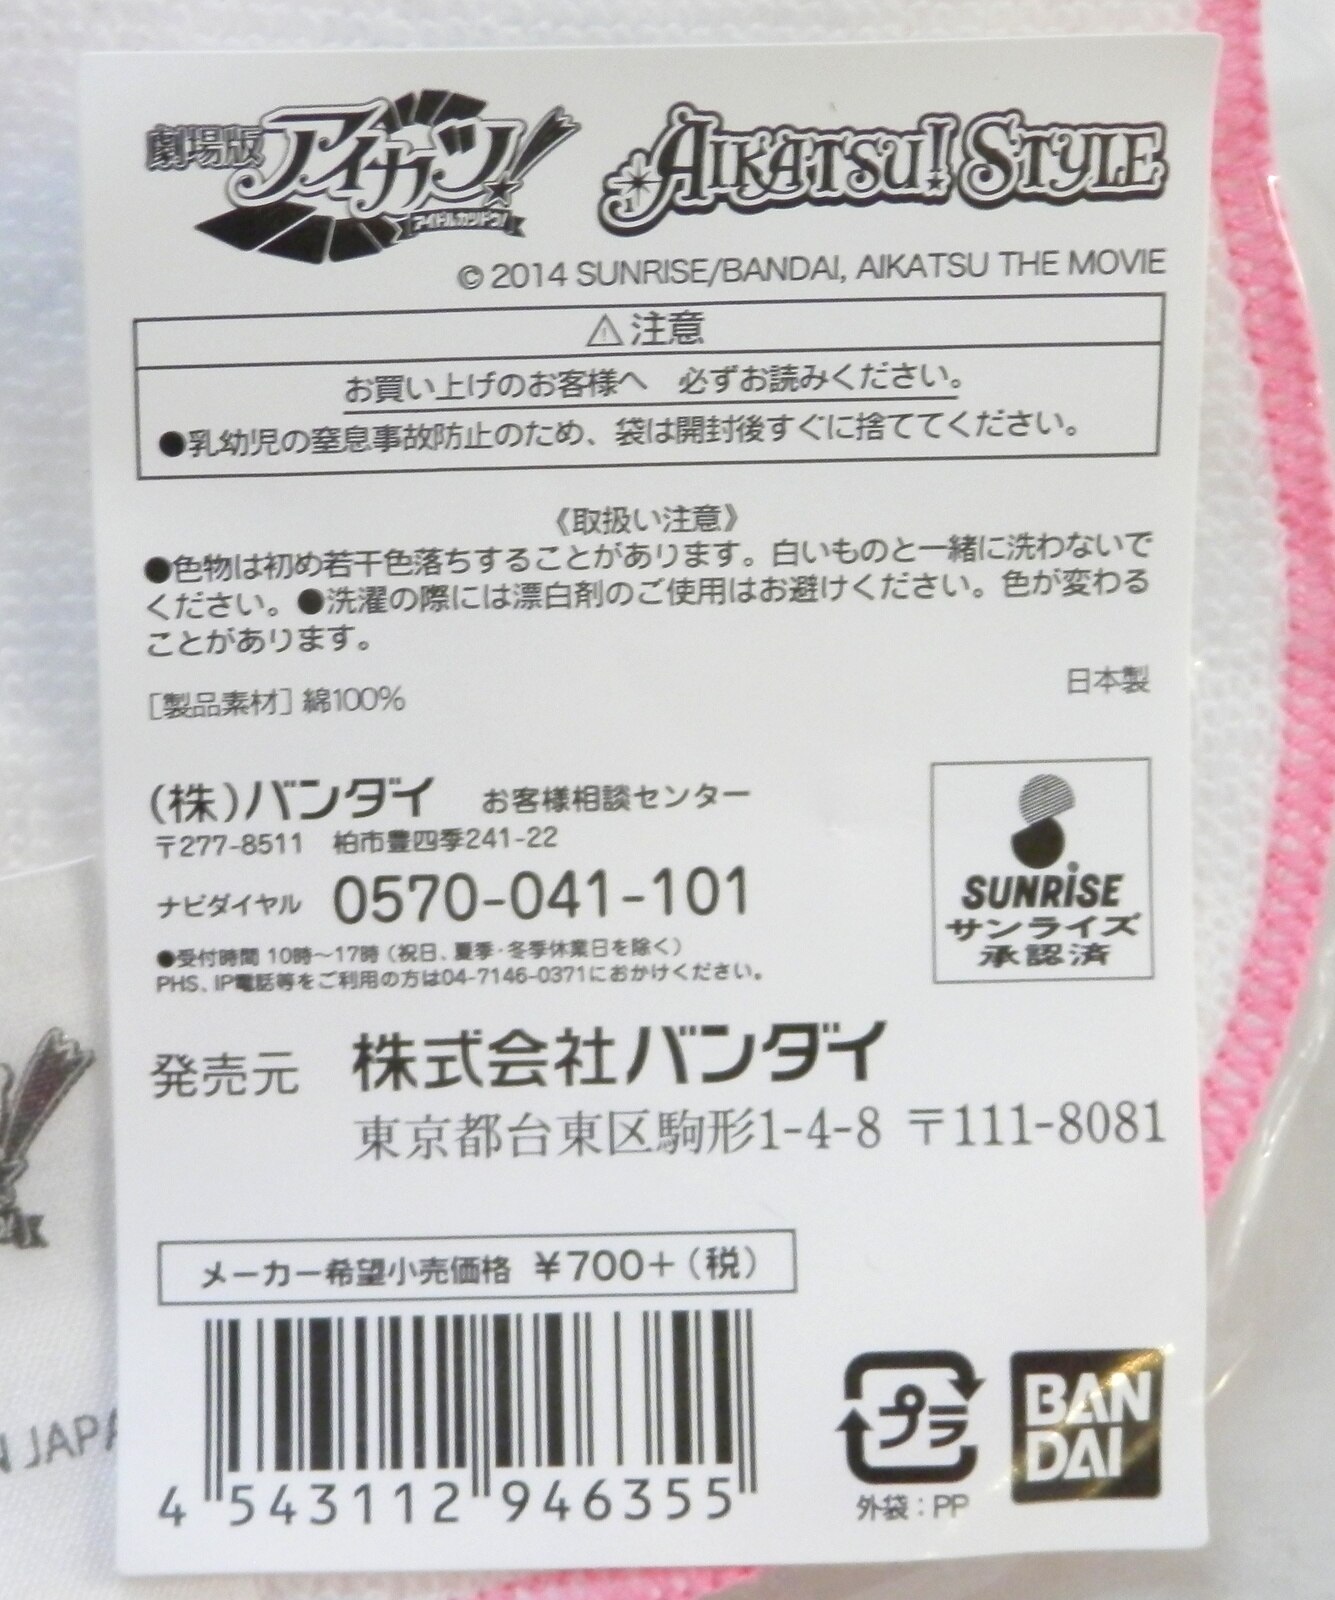 劇場版 アイカツ!
アイドルカツドウ!
AIKATSU! STYLE
© 2014 SUNRISE/BANDAI, AIKATSU THE MOVIE
⚠注意
お買い上げのお客様へ 必ずお読みください。
●乳幼児の窒息事故防止のため、袋は開封後すぐに捨ててください。
《取扱い注意》
●色物は初め若干色落ちすることがあります。白いものと一緒に洗わないで
ください。●洗濯の際には漂白剤のご使用はお避けください。色が変わる
ことがあります。
[製品素材] 綿100%
日本製
(株)バンダイ お客様相談センター
〒277-8511 柏市豊四季241-22
ナビダイヤル 0570-041-101
●受付時間 10時~17時 (祝日、夏季・冬季休業日を除く)
PHS、IP電話等をご利用の方は04-7146-0371におかけください。
SUNRISE
サンライズ
承認済
発売元 株式会社バンダイ
東京都台東区駒形1-4-8 〒111-8081
メーカー希望小売価格 ¥700+(税)
4 543112 946355
プラ
外袋:PP
BAN
DAI
N JAPA